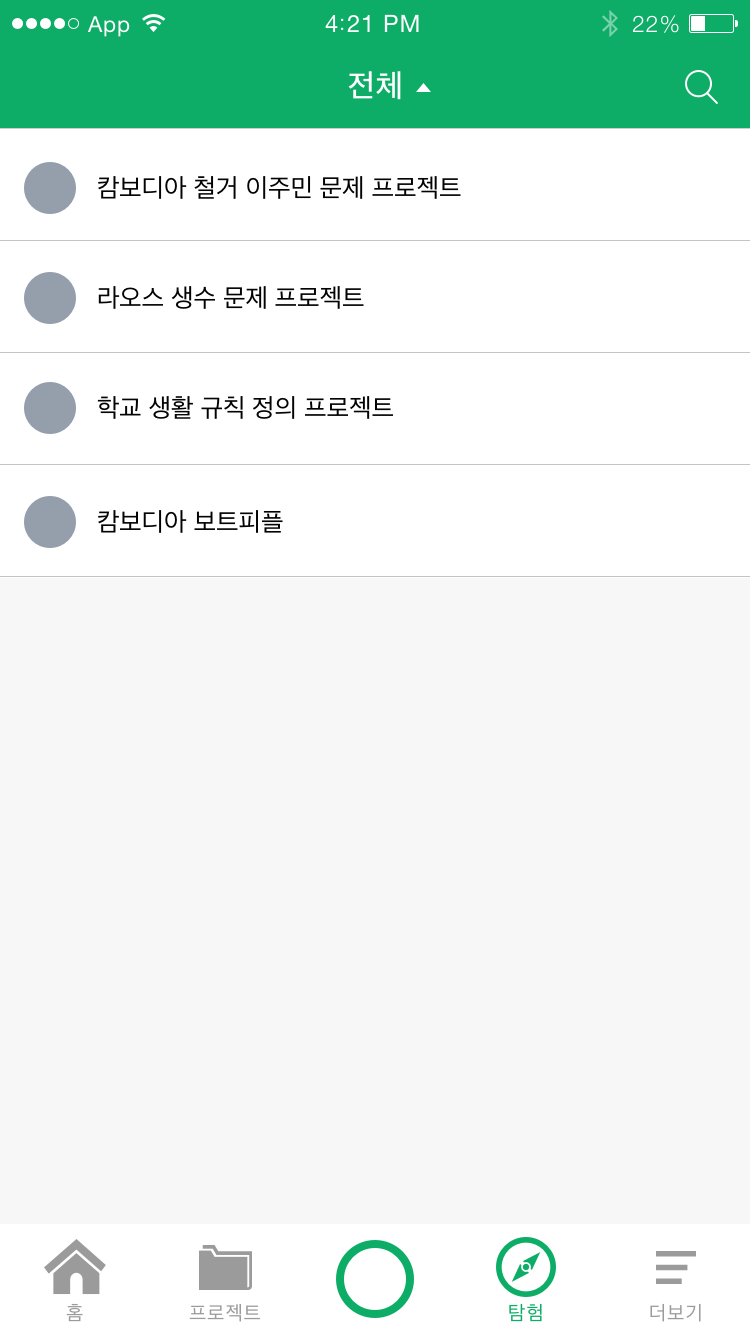 App 4:21 PM 22%
전체
캄보디아 철거 이주민 문제 프로젝트
라오스 생수 문제 프로젝트
학교 생활 규칙 정의 프로젝트
캄보디아 보트피플
홈 프로젝트 탐험 더보기